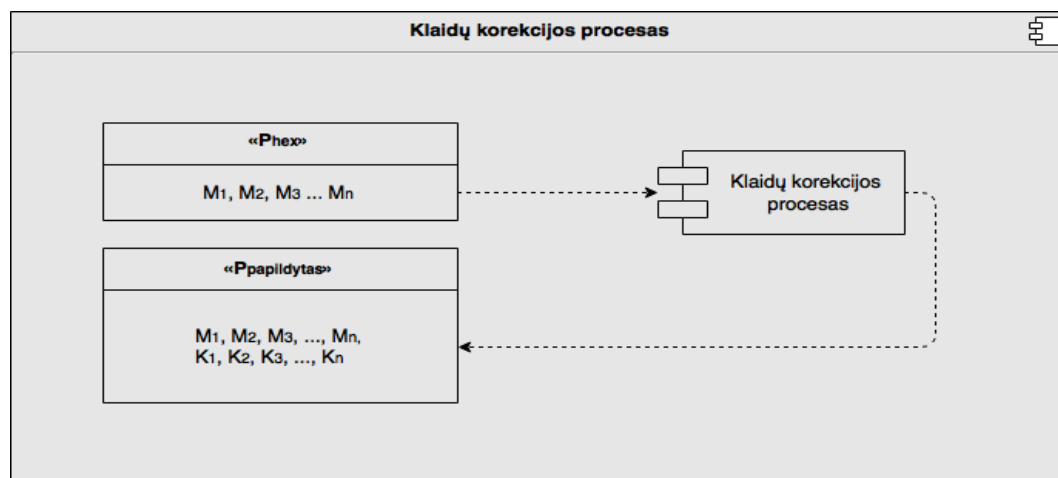 Klaidų korekcijos procesas
«Phex»
M1, M2, M3 ... Mn
Klaidų korekcijos
procesas
«Ppapildytas»
M1, M2, M3, ..., Mn,
K1, K2, K3, ..., Kn